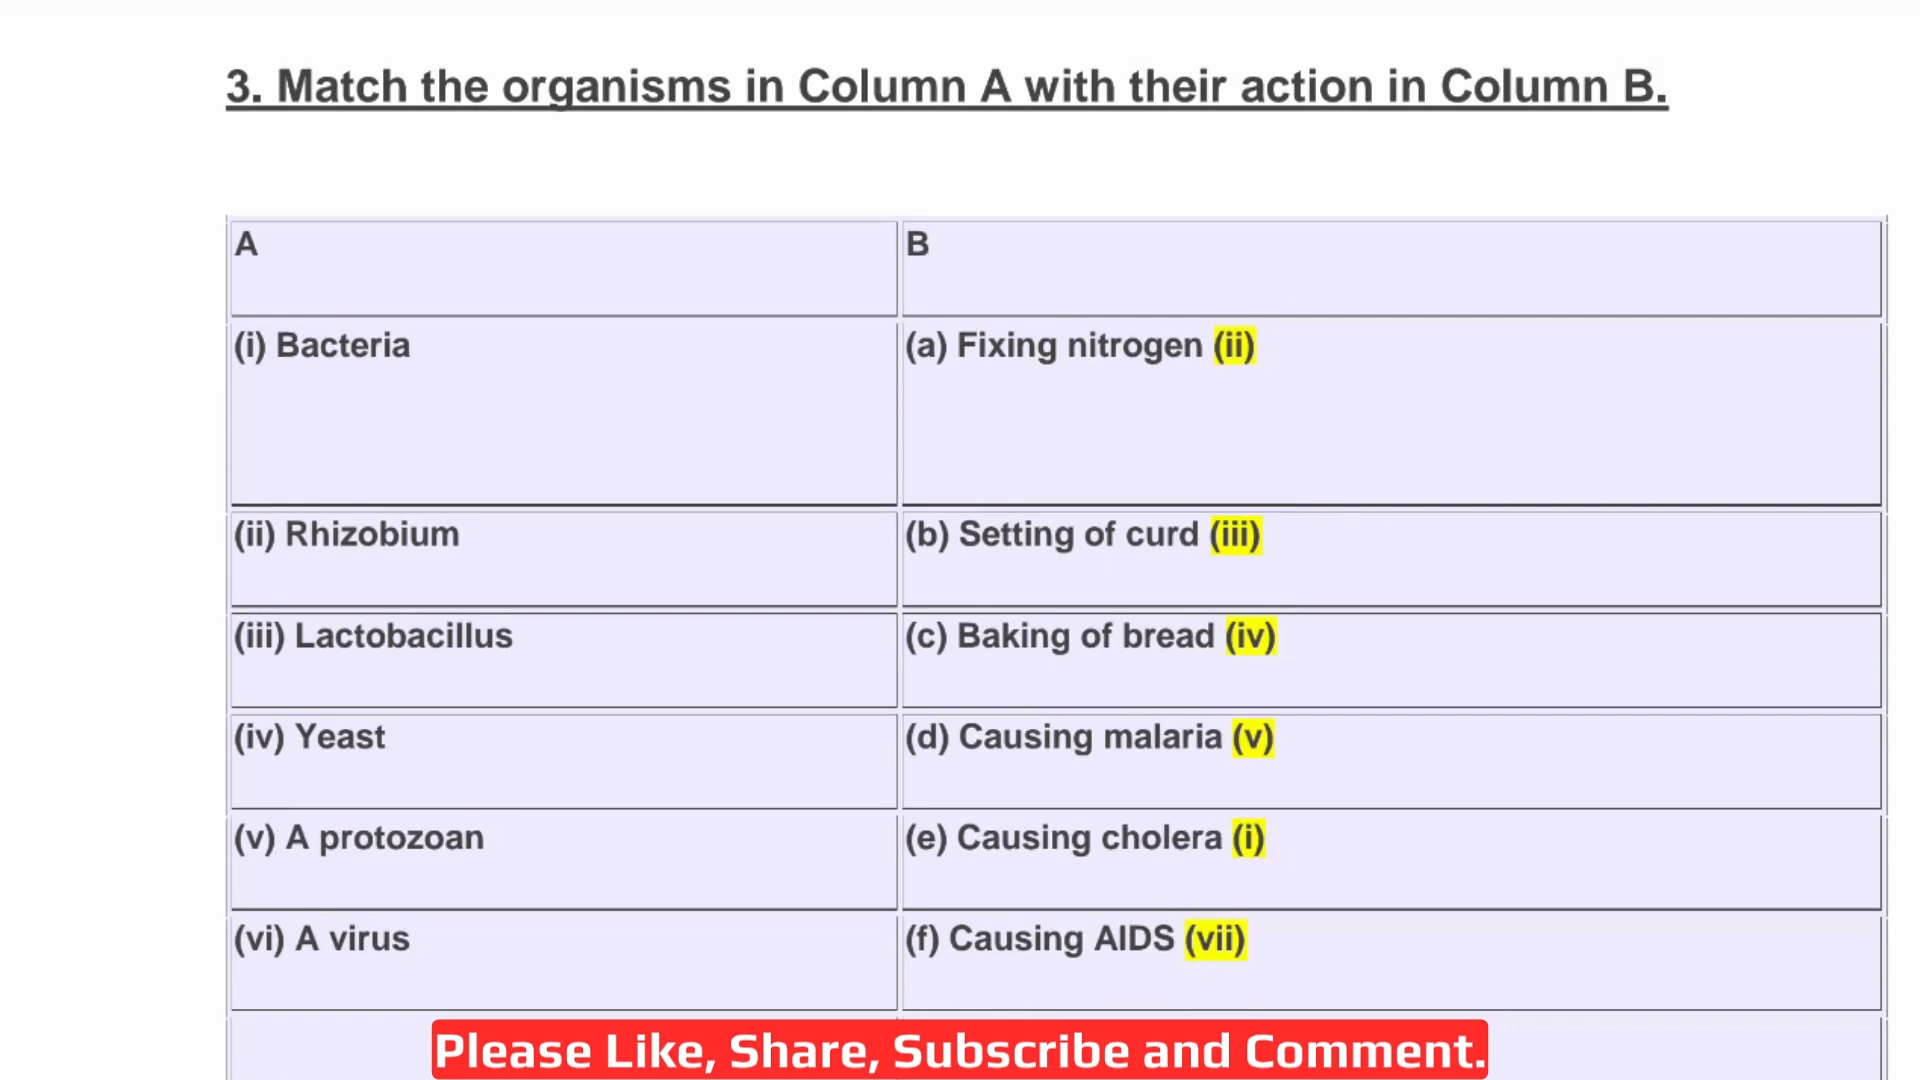 3. Match the organisms in Column A with their action in Column B.
A
B
(i) Bacteria
(a) Fixing nitrogen (ii)
(ii) Rhizobium
(b) Setting of curd (iii)
(iii) Lactobacillus
(c) Baking of bread (iv)
(iv) Yeast
(d) Causing malaria (v)
(v) A protozoan
(e) Causing cholera (i)
(vi) A virus
(f) Causing AIDS (vii)
Please Like, Share, Subscribe and Comment.